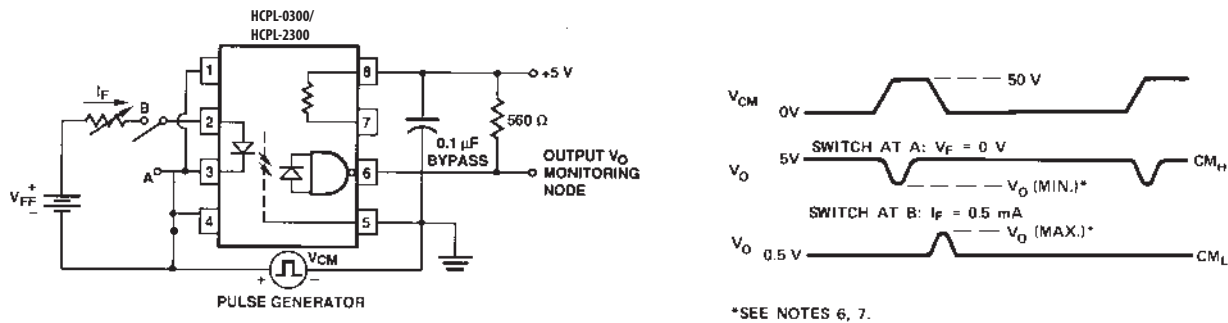 HCPL-0300/
HCPL-2300
1
2
3
4
8
7
6
5
I_F
B
A
V_FF
+
–
+5 V
560 Ω
0.1 µF
BYPASS
OUTPUT V_O
MONITORING
NODE
V_CM
+
–
PULSE GENERATOR
V_CM
50 V
0V
SWITCH AT A: V_F = 0 V
5V
V_O
CM_H
V_O (MIN.)*
SWITCH AT B: I_F = 0.5 mA
V_O (MAX.)*
V_O 0.5 V
CM_L
*SEE NOTES 6, 7.